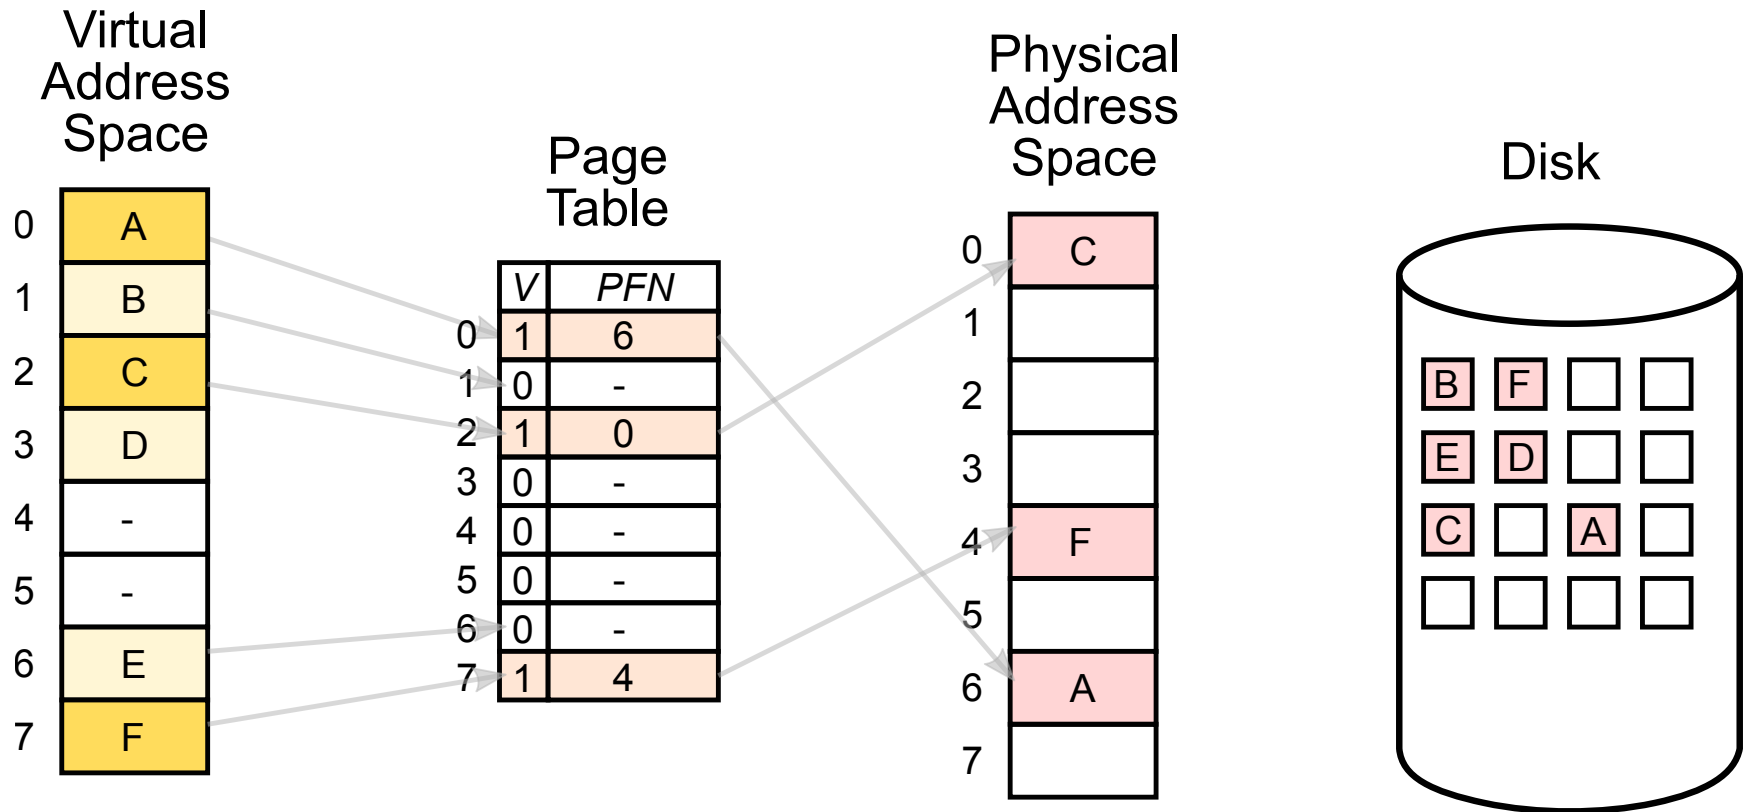 Virtual
Address
Space
0 A
1 B
2 C
3 D
4 -
5 -
6 E
7 F
Page
Table
V PFN
0 1 6
1 0 -
2 1 0
3 0 -
4 0 -
5 0 -
6 0 -
7 1 4
Physical
Address
Space
0 C
1
2
3
4 F
5
6 A
7
Disk
B F
E D
C A